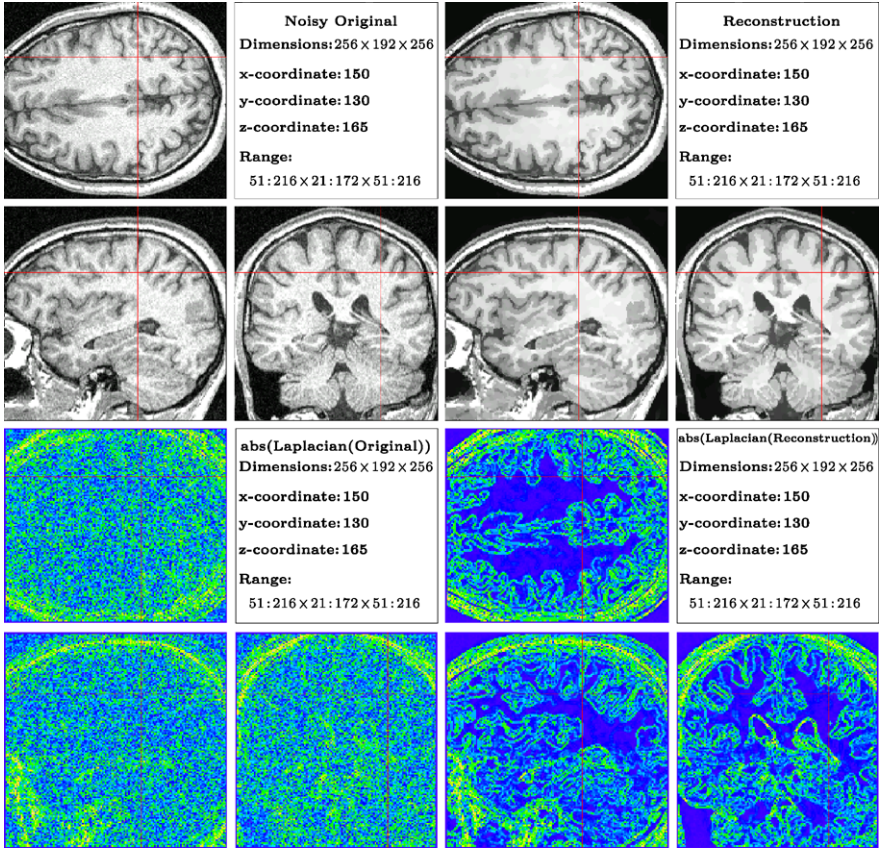 Noisy Original
Dimensions:256×192×256
x-coordinate:150
y-coordinate:130
z-coordinate:165
Range:
51:216×21:172×51:216
Reconstruction
Dimensions:256×192×256
x-coordinate:150
y-coordinate:130
z-coordinate:165
Range:
51:216×21:172×51:216
abs(Laplacian(Original))
Dimensions:256×192×256
x-coordinate:150
y-coordinate:130
z-coordinate:165
Range:
51:216×21:172×51:216
abs(Laplacian(Reconstruction))
Dimensions:256×192×256
x-coordinate:150
y-coordinate:130
z-coordinate:165
Range:
51:216×21:172×51:216